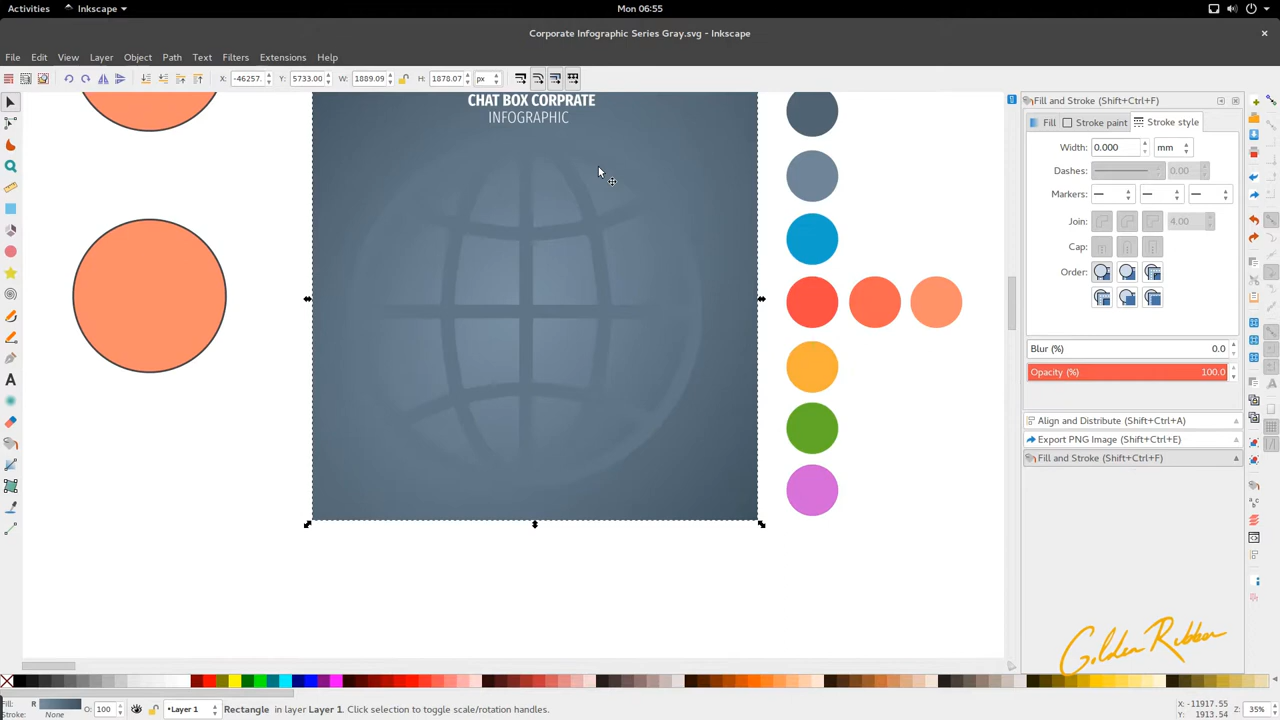 Activities
Inkscape
Mon 06:55
Corporate Infographic Series Gray.svg - Inkscape
File Edit View Layer Object Path Text Filters Extensions Help
X: -46257. Y: 5733.00 W: 1889.09 H: 1878.07 px
CHAT BOX CORPRATE
INFOGRAPHIC
Fill and Stroke (Shift+Ctrl+F)
Fill Stroke paint Stroke style
Width: 0.000 mm
Dashes: 0.00
Markers:
Join: 4.00
Cap:
Order:
Blur (%) 0.0
Opacity (%) 100.0
Align and Distribute (Shift+Ctrl+A)
Export PNG Image (Shift+Ctrl+E)
Fill and Stroke (Shift+Ctrl+F)
Fill: R
Stroke: None
O: 100
Layer 1
Rectangle in layer Layer 1. Click selection to toggle scale/rotation handles.
X: -11917.55
Y: 1913.54
Z: 35%